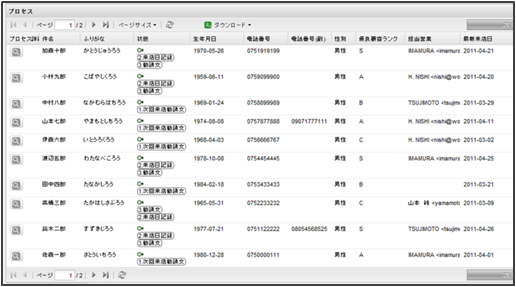 プロセス
ページ 1 / 2 ページサイズ ダウンロード
プロセス詳細 件名 ふりがな 状態 生年月日 電話番号 電話番号(副) 性別 優良顧客ランク 担当営業 最新来店日
加森十郎 かとうじゅうろう 2.来店日記録 3.勧誘文 1970-05-26 0751919199 男性 S IMAMURA <imamura 2011-04-21
小林九郎 こばやしくろう 2.来店日記録 3.勧誘文 1959-06-11 0759099900 男性 A H. NISHI <nishi@wo 2011-04-20
中村八郎 なかむらはちろう 1.次回来店勧誘文 1969-01-24 0758899989 男性 B TSUJIMOTO <tsujim 2011-03-29
山本七郎 やまもとしちろう 1.次回来店勧誘文 1974-08-08 0757877888 09071777111 男性 A H. NISHI <nishi@wo 2011-04-11
伊森六郎 いとうろくろう 1.次回来店勧誘文 1968-04-03 0756666767 男性 C H. NISHI <nishi@wo 2011-03-02
渡辺五郎 わたなべごろう 2.来店日記録 3.勧誘文 1978-10-08 0754454445 男性 S IMAMURA <imamura 2011-04-25
田中四郎 たなかしろう 1.次回来店勧誘文 1984-02-18 0753433433 男性 B 2011-03-21
高橋三郎 たかはしさぶろう 3.勧誘文 2.来店日記録 1965-05-31 0752233232 男性 C 山本 <yamamoto 2011-03-09
鈴木二郎 すずきじろう 2.来店日記録 3.勧誘文 1977-07-21 0751122222 08054568525 男性 S TSUJIMOTO <tsujim 2011-04-26
佐森一郎 さとういちろう 1.次回来店勧誘文 1980-12-28 0750000111 男性 A IMAMURA <imamura 2011-04-01
ページ 1 / 2